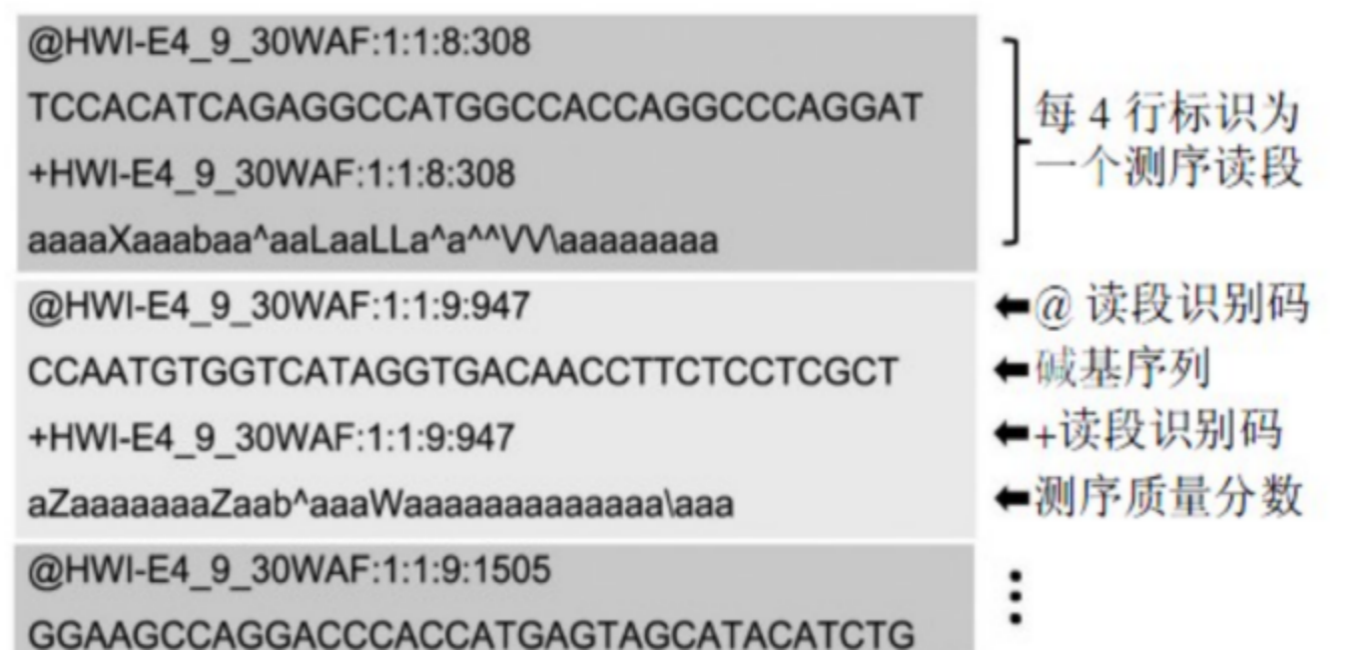 @HWI-E4_9_30WAF:1:1:8:308
TCCACATCAGAGGCCATGGCCACCAGGCCCAGGAT
+HWI-E4_9_30WAF:1:1:8:308
aaaaXaaabaa^aaLaaLLa^a^^VV\aaaaaaaa
每 4 行标识为
一个测序读段
@HWI-E4_9_30WAF:1:1:9:947
←@ 读段识别码
CCAATGTGGTCATAGGTGACAACCTTCTCCTCGCT
←碱基序列
+HWI-E4_9_30WAF:1:1:9:947
←+读段识别码
aZaaaaaaaZaab^aaaWaaaaaaaaaaaaa\aaa
←测序质量分数
@HWI-E4_9_30WAF:1:1:9:1505
GGAAGCCAGGACCCACCATGAGTAGCATACATCTG